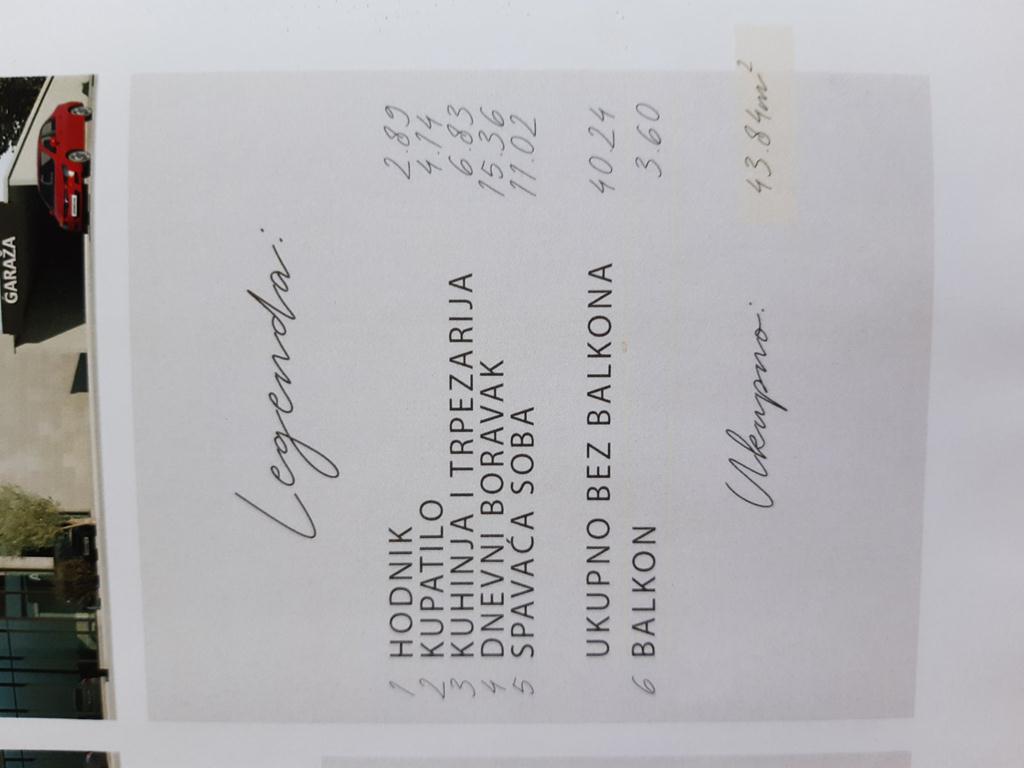 GARAŽA
Legenda:
1 HODNIK 2.89
2 KUPATILO 4.14
3 KUHINJA I TRPEZARIJA 6.83
4 DNEVNI BORAVAK 15.36
5 SPAVAĆA SOBA 11.02
UKUPNO BEZ BALKONA 40 24
6 BALKON 3.60
Ukupno: 43.84m²